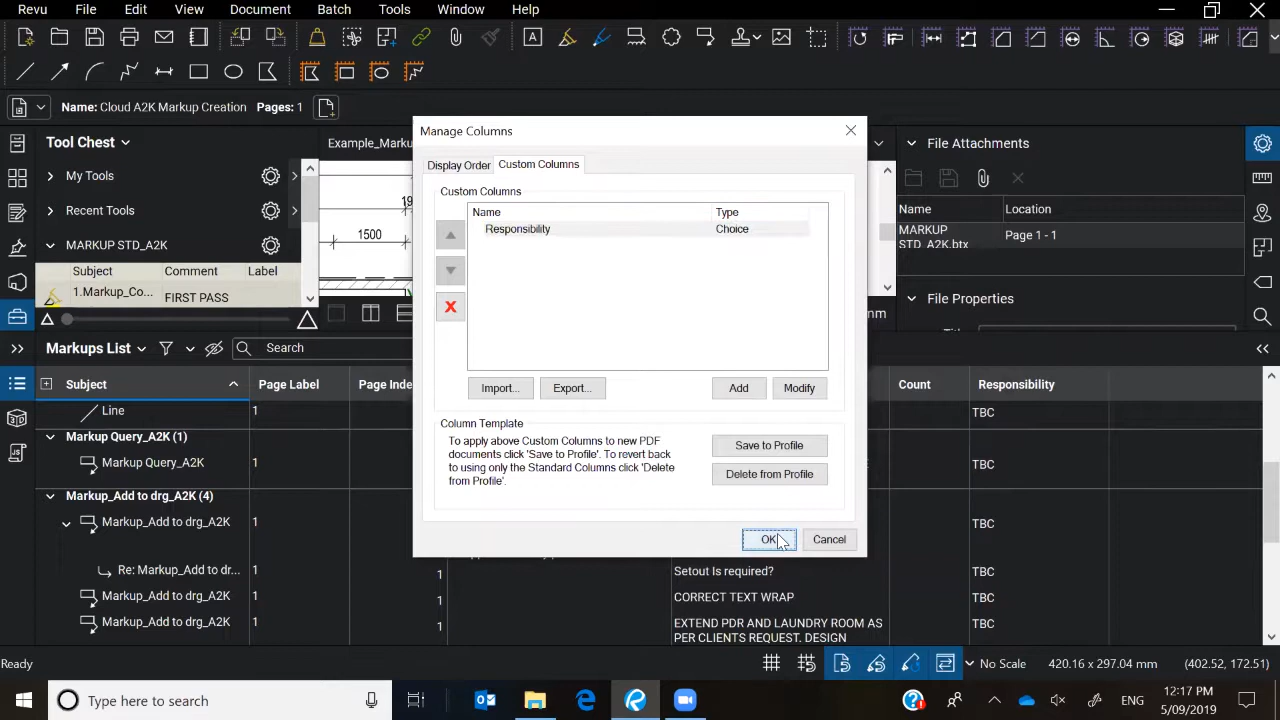 Revu File Edit View Document Batch Tools Window Help
Name: Cloud A2K Markup Creation Pages: 1
Tool Chest
My Tools
Recent Tools
MARKUP STD_A2K
Subject Comment Label
1.Markup_Co... FIRST PASS
Example_Marku
19
1500
Manage Columns
Display Order Custom Columns
Custom Columns
Name Type
Responsibility Choice
Import... Export... Add Modify
Column Template
To apply above Custom Columns to new PDF
documents click 'Save to Profile'. To revert back
to using only the Standard Columns click 'Delete
from Profile'.
Save to Profile
Delete from Profile
OK Cancel
File Attachments
Name Location
MARKUP
STD_A2K.btx
Page 1 - 1
File Properties
mm
Markups List Search
Subject Page Label Page Inde Count Responsibility
Line 1 TBC
Markup Query_A2K (1)
Markup Query_A2K 1 TBC
Markup_Add to drg_A2K (4)
Markup_Add to drg_A2K 1 TBC
Re: Markup_Add to dr... 1 1 Setout Is required? TBC
Markup_Add to drg_A2K 1 1 CORRECT TEXT WRAP TBC
Markup_Add to drg_A2K 1 1 EXTEND PDR AND LAUNDRY ROOM AS TBC
PER CLIENTS REQUEST. DESIGN
Ready No Scale 420.16 x 297.04 mm (402.52, 172.51)
Type here to search ENG 12:17 PM
5/09/2019